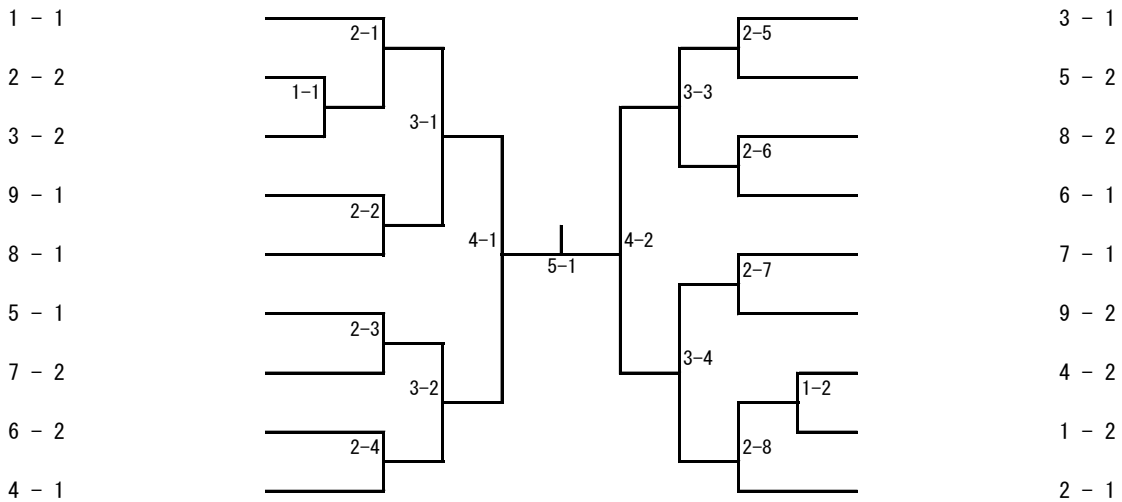 1 － 1
2 － 2
3 － 2
9 － 1
8 － 1
5 － 1
7 － 2
6 － 2
4 － 1
2-1
1-1
3-1
2-2
4-1
2-3
3-2
2-4
5-1
2-5
3-3
2-6
4-2
2-7
3-4
1-2
2-8
3 － 1
5 － 2
8 － 2
6 － 1
7 － 1
9 － 2
4 － 2
1 － 2
2 － 1